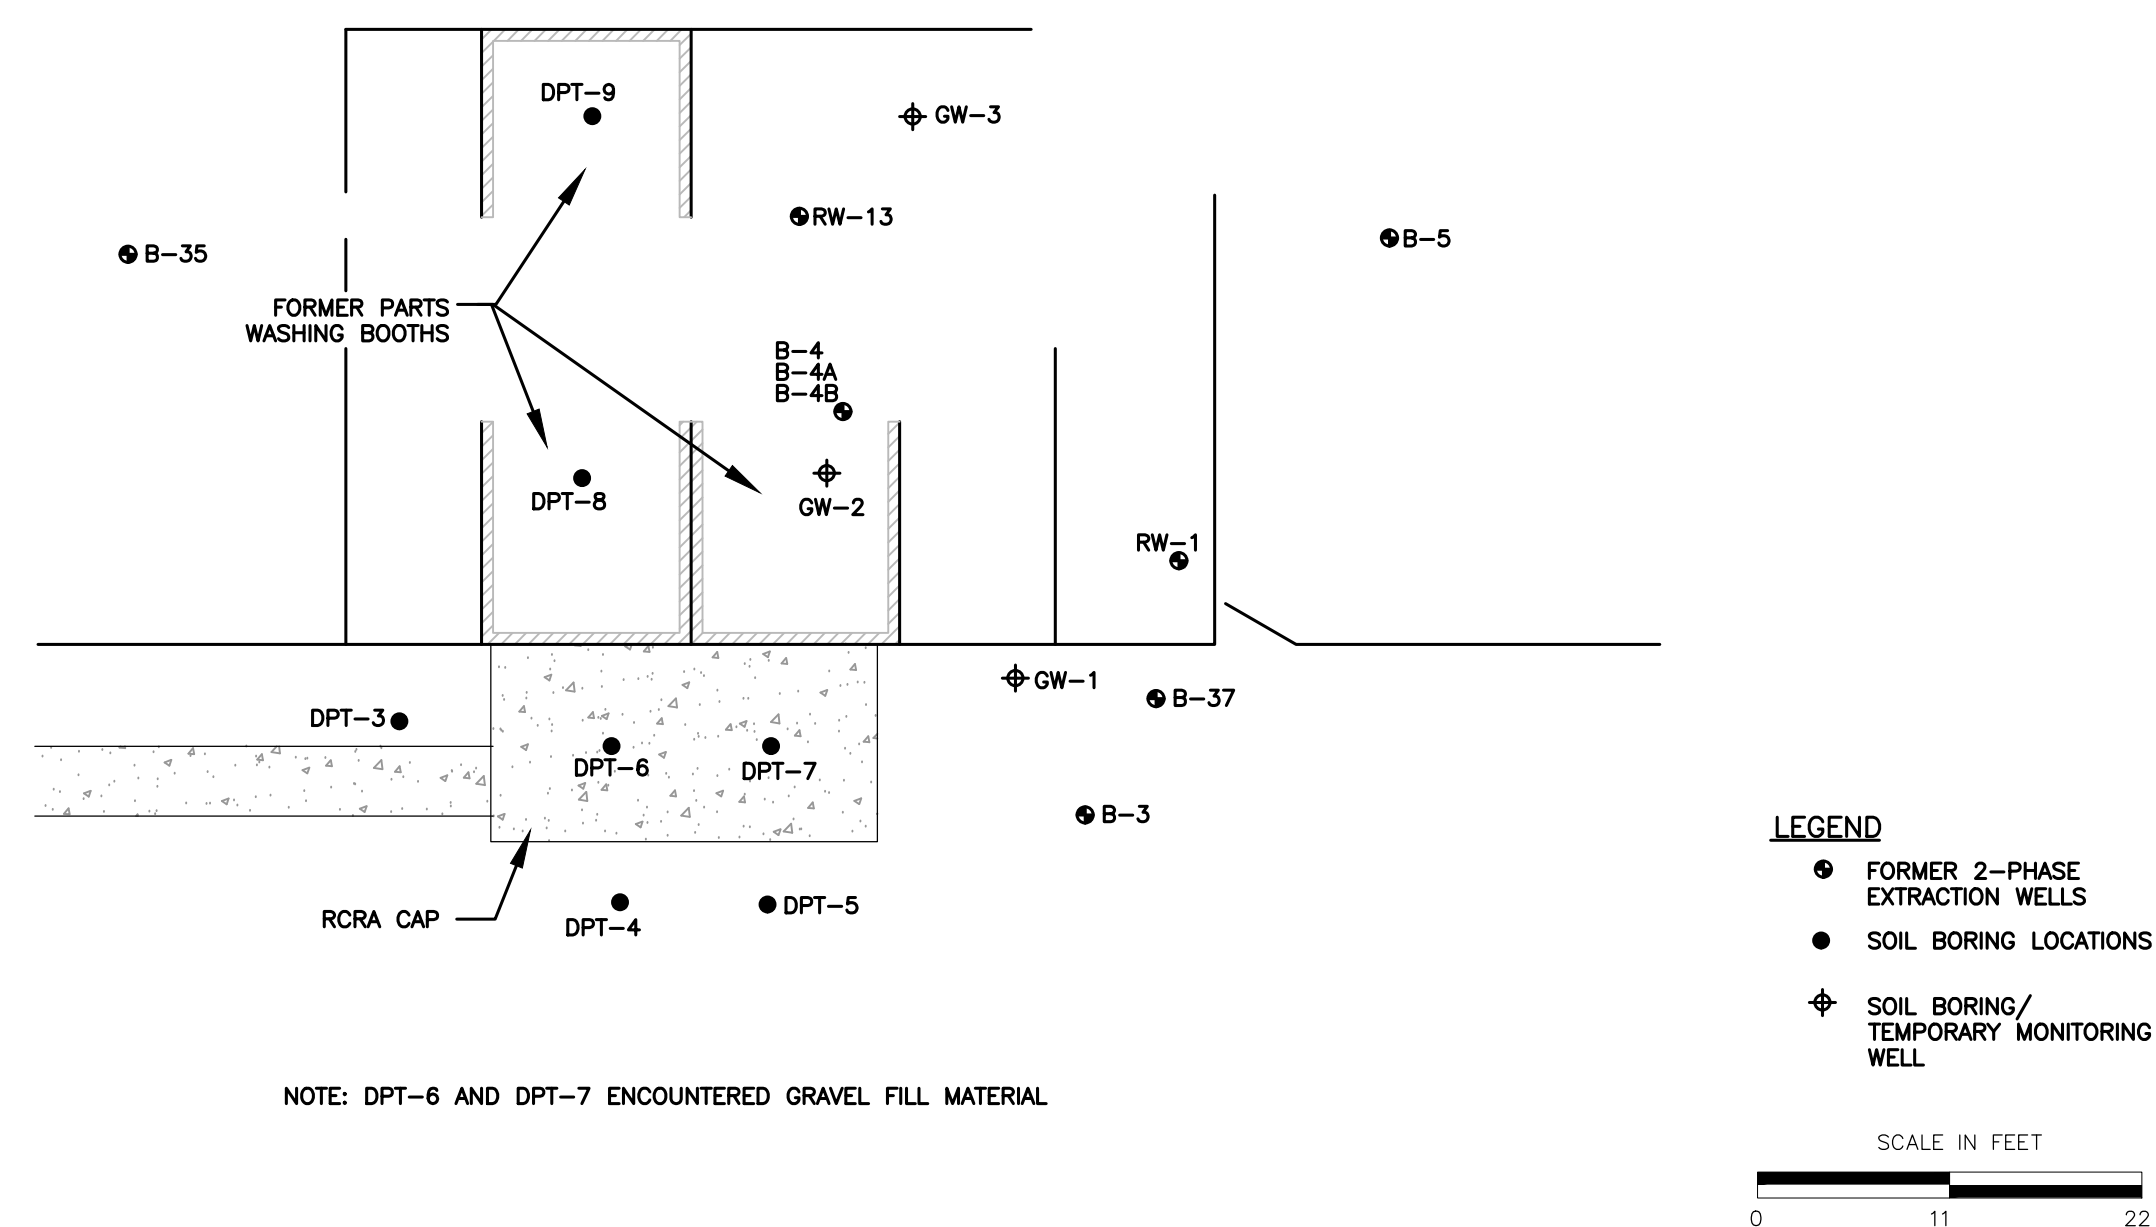 DPT-9
GW-3
RW-13
B-5
B-35
FORMER PARTS
WASHING BOOTHS
B-4
B-4A
B-4B
DPT-8
GW-2
RW-1
GW-1
B-37
DPT-3
DPT-6
DPT-7
B-3
RCRA CAP
DPT-4
DPT-5
LEGEND
FORMER 2-PHASE
EXTRACTION WELLS
SOIL BORING LOCATIONS
SOIL BORING/
TEMPORARY MONITORING
WELL
NOTE: DPT-6 AND DPT-7 ENCOUNTERED GRAVEL FILL MATERIAL
SCALE IN FEET
0 11 22